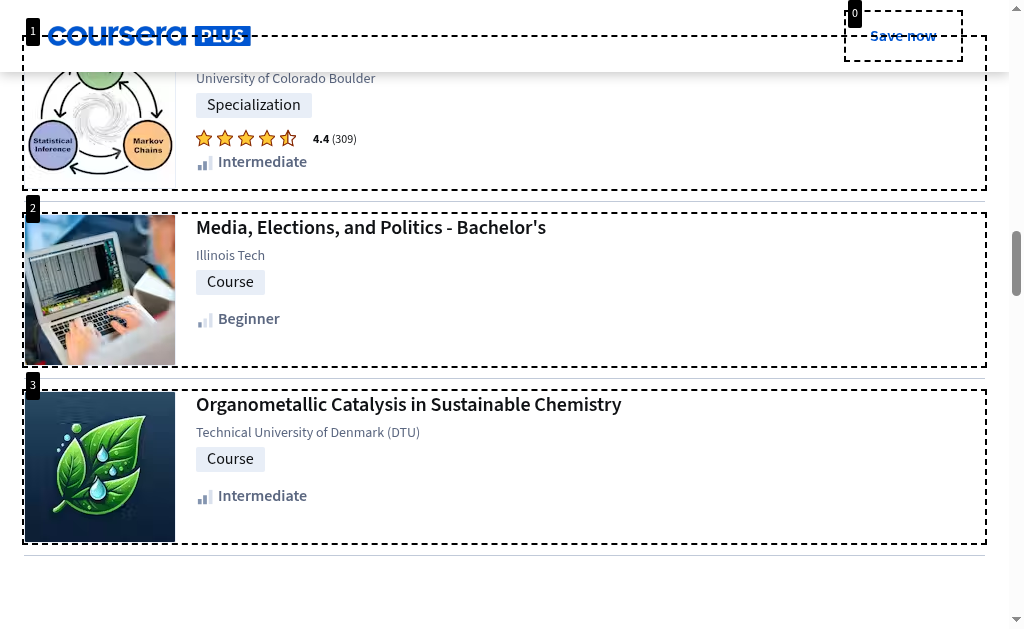 coursera PLUS
Save now
0
1
University of Colorado Boulder
Specialization
4.4 (309)
Intermediate
Statistical
Inference
Markov
Chains
2
Media, Elections, and Politics - Bachelor's
Illinois Tech
Course
Beginner
3
Organometallic Catalysis in Sustainable Chemistry
Technical University of Denmark (DTU)
Course
Intermediate